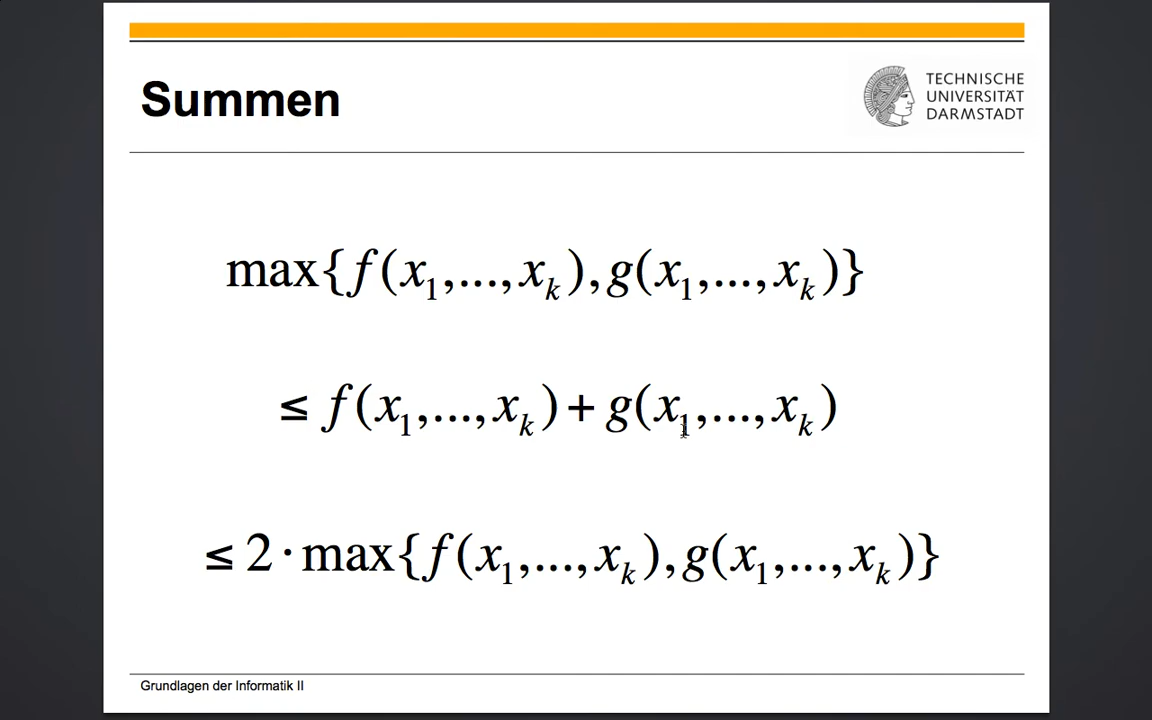 Summen
TECHNISCHE
UNIVERSITÄT
DARMSTADT
max{f(x₁,...,xₖ),g(x₁,...,xₖ)}
≤ f(x₁,...,xₖ)+g(x₁,...,xₖ)
≤ 2·max{f(x₁,...,xₖ),g(x₁,...,xₖ)}
Grundlagen der Informatik II